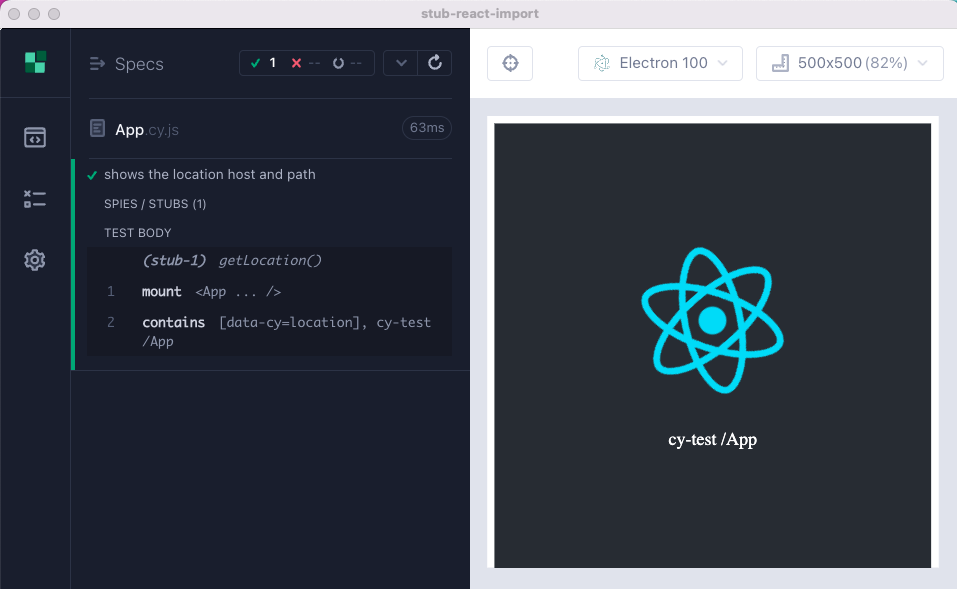 stub-react-import
Specs
1 -- --
Electron 100
500x500 (82%)
App.cy.js
63ms
shows the location host and path
SPIES / STUBS (1)
TEST BODY
(stub-1) getLocation()
1 mount <App ... />
2 contains [data-cy=location], cy-test
/App
cy-test /App